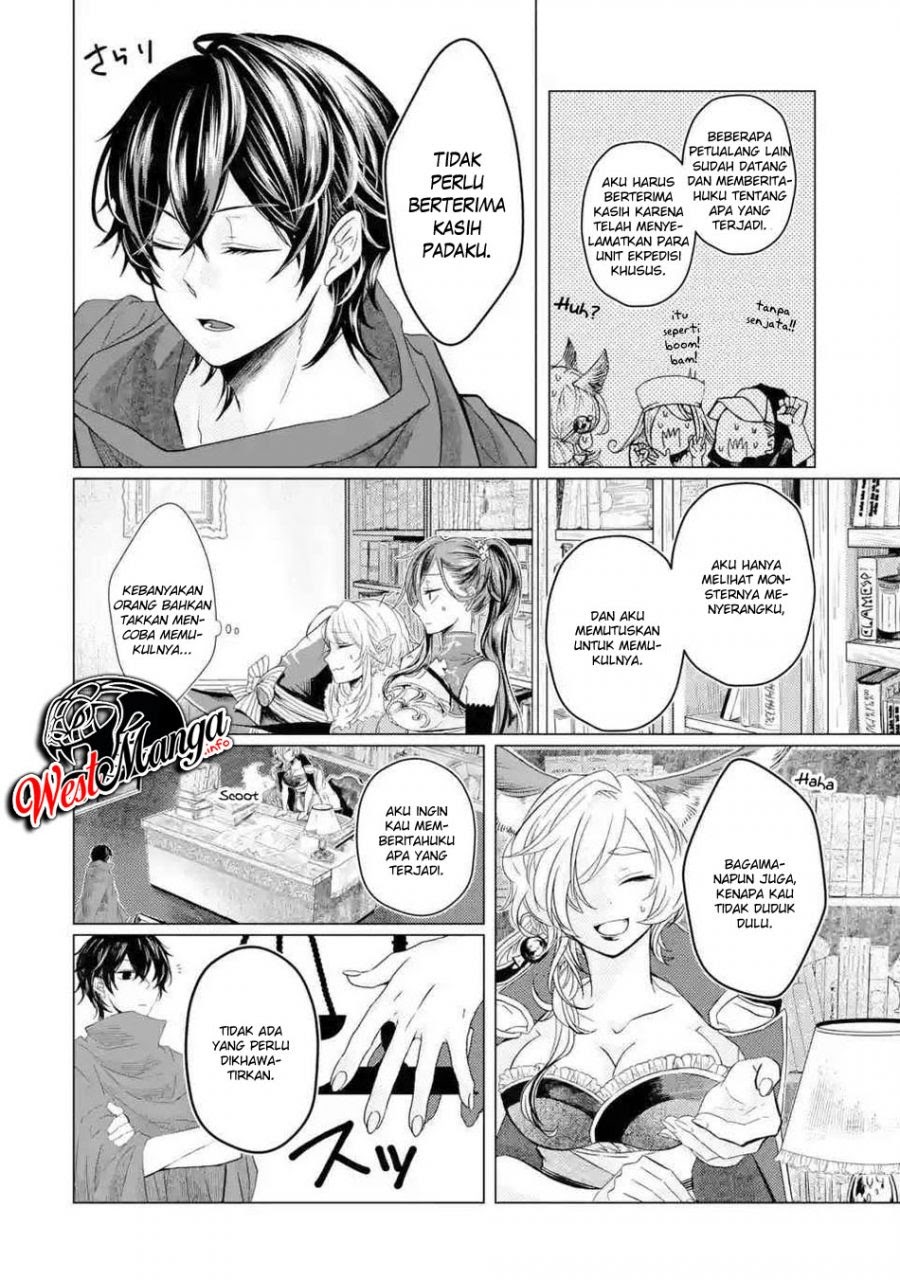 BEBERAPA
PETUALANG LAIN
SUDAH DATANG
DAN MEMBERITA-
HUKU TENTANG
APA YANG
TERJADI.
AKU HARUS
BERTERIMA
KASIH KARENA
TELAH MENYE-
LAMATKAN PARA
UNIT EKPEDISI
KHUSUS.
tanpa
senjata!!
itu
seperti
boom!
bam!
Huh?
TIDAK
PERLU
BERTERIMA
KASIH
PADAKU.
さらり
AKU HANYA
MELIHAT MON-
STERNYA ME-
NYERANGKU,
DAN AKU
MEMUTUSKAN
UNTUK MEMU-
KULNYA.
KEBANYAKAN
ORANG BAHKAN
TAKKAN MEN-
COBA MEMU-
KULNYA...
WestManga
.info
Haha
BAGAIMA-
NAPUN JUGA,
KENAPA KAU
TIDAK DUDUK
DULU.
Scoot
AKU INGIN
KAU MEM-
BERITAHUKU
APA YANG
TERJADI.
TIDAK ADA
YANG PERLU
DIKHAWA-
TIRKAN.
スッ